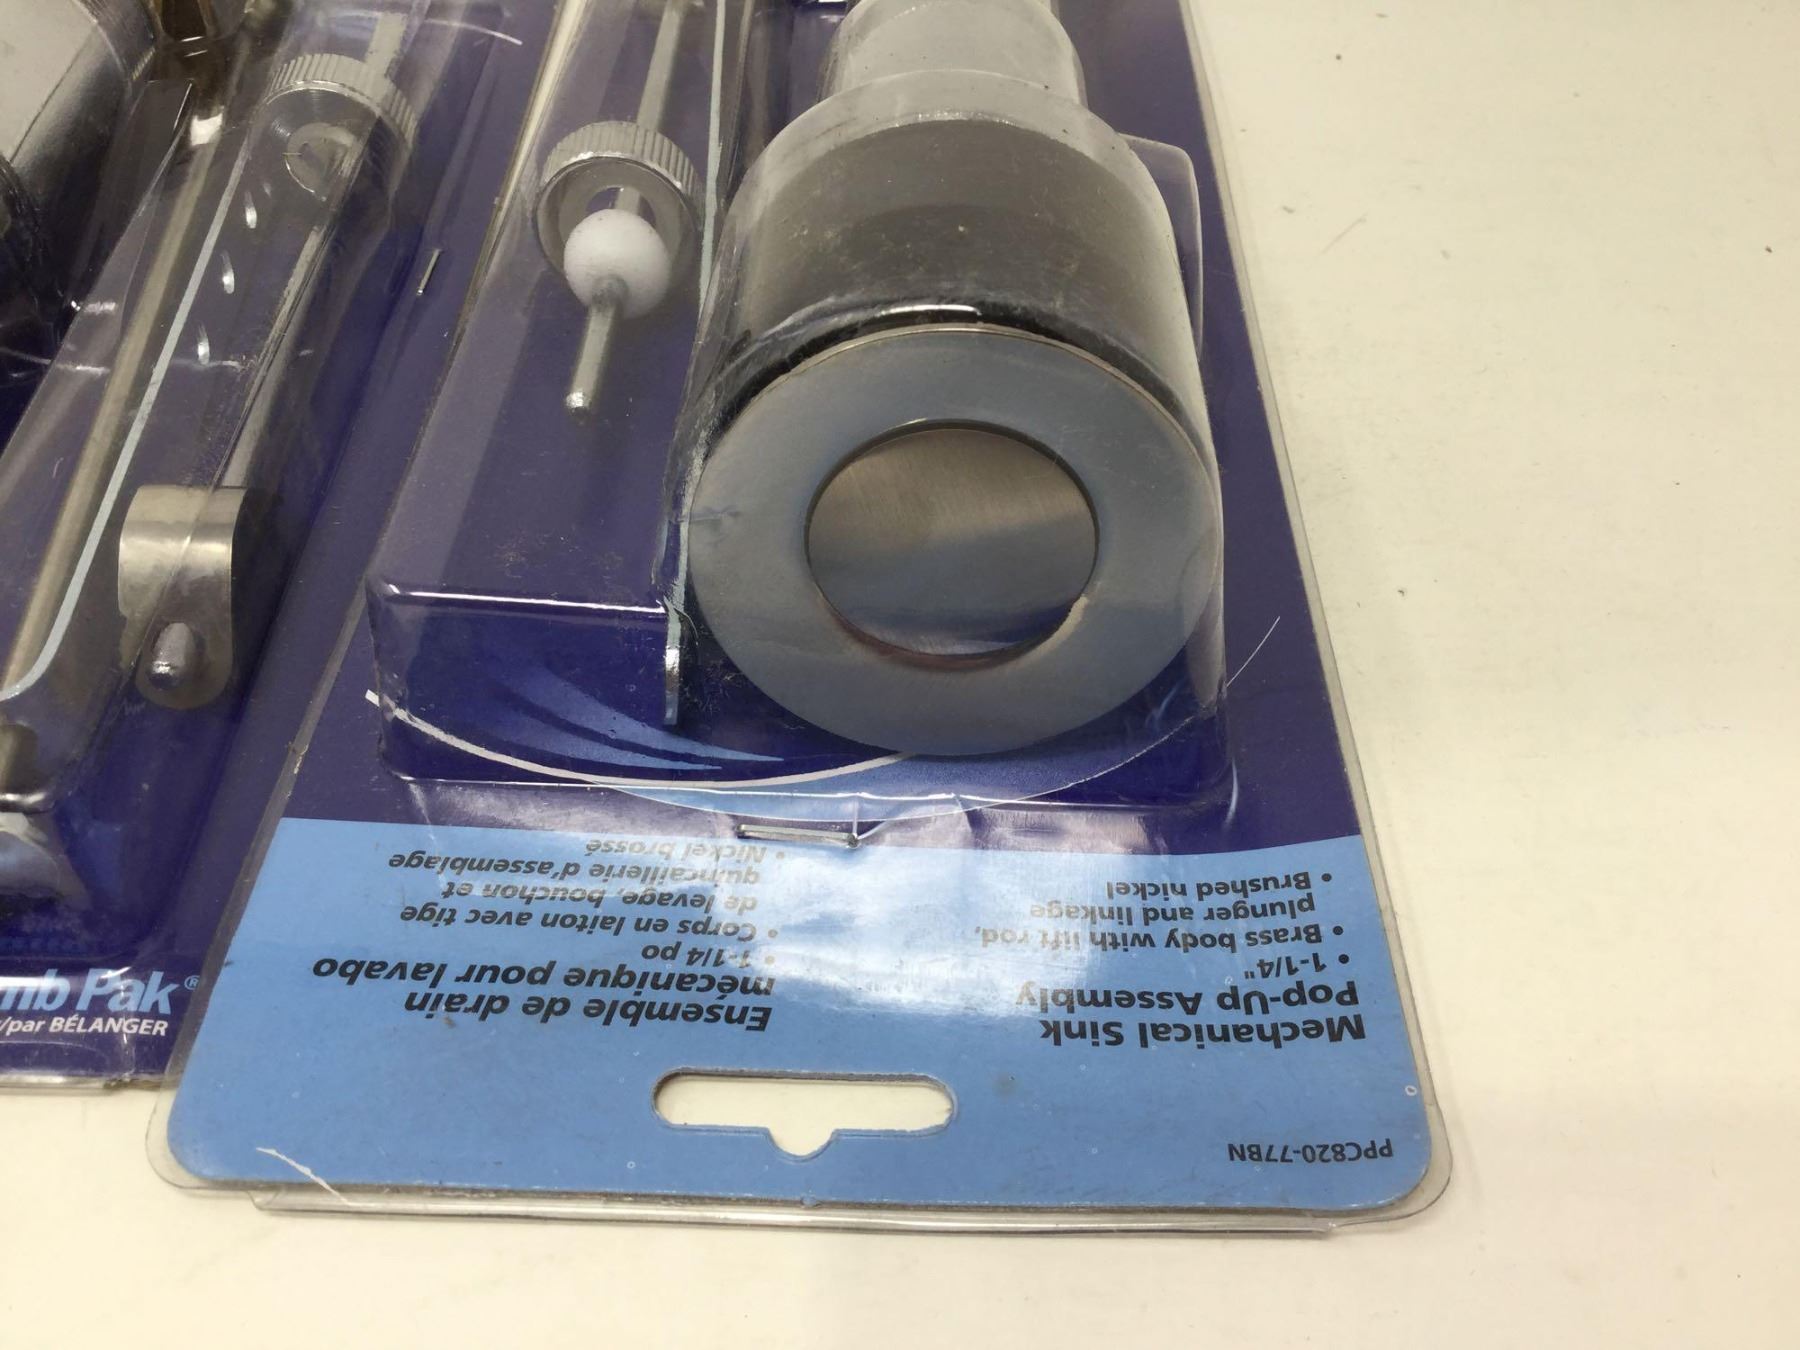 Mechanical Sink
Pop-Up Assembly
• 1-1/4"
• Brass body with lift rod,
plunger and linkage
• Brushed nickel
Ensemble de drain
mécanique pour lavabo
• 1-1/4 po
• Corps en laiton avec tige
de levage, bouchon et
quincaillerie d'assemblage
• Nickel brossé
PPC820-77BN
mb Pak®
/par BÉLANGER